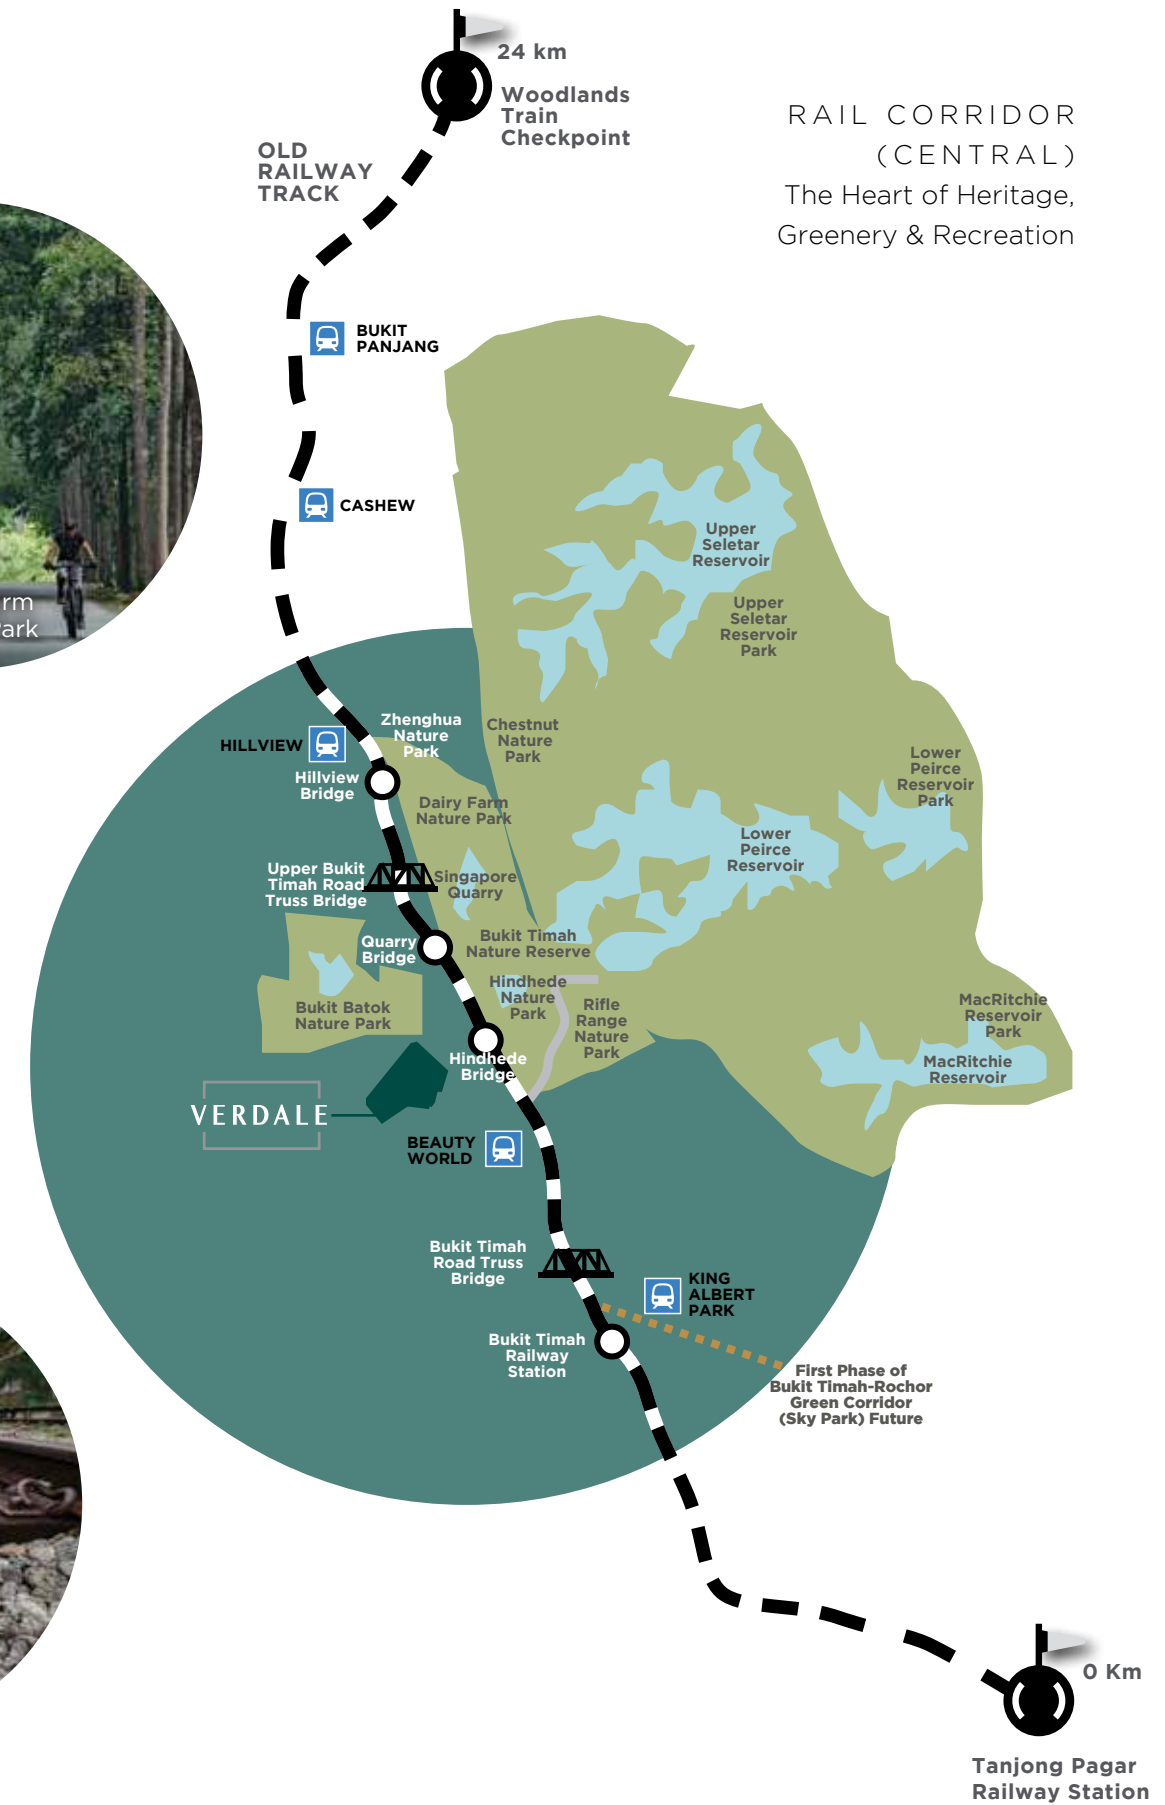 24 km
Woodlands
Train
Checkpoint
RAIL CORRIDOR
(CENTRAL)
The Heart of Heritage,
Greenery & Recreation
OLD
RAILWAY
TRACK
BUKIT
PANJANG
CASHEW
Upper
Seletar
Reservoir
Upper
Seletar
Reservoir
Park
rm
ark
Zhenghua
Nature
Park
Chestnut
Nature
Park
HILLVIEW
Hillview
Bridge
Lower
Peirce
Reservoir
Park
Dairy Farm
Nature Park
Lower
Peirce
Reservoir
Upper Bukit
Timah Road
Truss Bridge
Singapore
Quarry
Quarry
Bridge
Bukit Timah
Nature Reserve
Hindhede
Nature
Park
Rifle
Range
Nature
Park
Bukit Batok
Nature Park
MacRitchie
Reservoir
Park
MacRitchie
Reservoir
Hindhede
Bridge
VERDALE
BEAUTY
WORLD
Bukit Timah
Road Truss
Bridge
KING
ALBERT
PARK
Bukit Timah
Railway
Station
First Phase of
Bukit Timah-Rochor
Green Corridor
(Sky Park) Future
0 Km
Tanjong Pagar
Railway Station